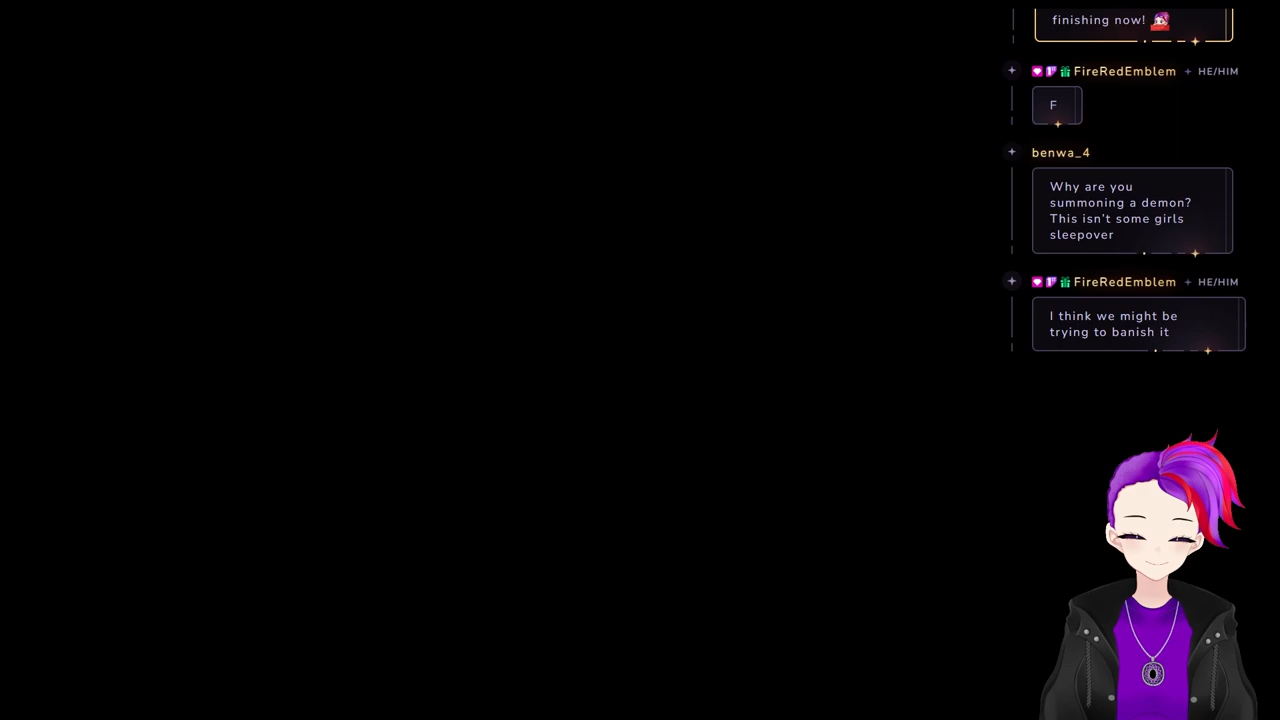 finishing now!
FireRedEmblem HE/HIM
F
benwa_4
Why are you
summoning a demon?
This isn't some girls
sleepover
FireRedEmblem HE/HIM
I think we might be
trying to banish it